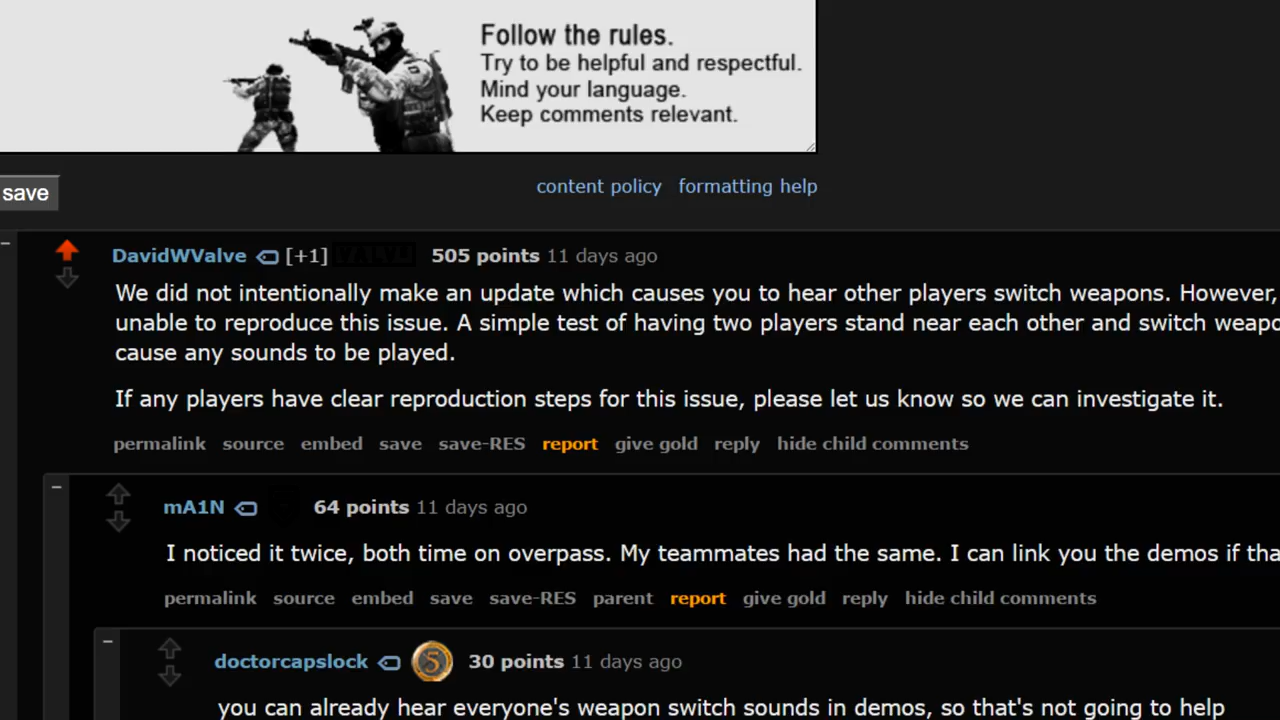 Follow the rules.
Try to be helpful and respectful.
Mind your language.
Keep comments relevant.
save
content policy formatting help
DavidWValve [+1] 505 points 11 days ago
We did not intentionally make an update which causes you to hear other players switch weapons. However,
unable to reproduce this issue. A simple test of having two players stand near each other and switch
cause any sounds to be played.
If any players have clear reproduction steps for this issue, please let us know so we can investigate it.
permalink source embed save save-RES report give gold reply hide child comments
mA1N 64 points 11 days ago
I noticed it twice, both time on overpass. My teammates had the same. I can link you the demos if
permalink source embed save save-RES parent report give gold reply hide child comments
doctorcapslock 5 30 points 11 days ago
you can already hear everyone's weapon switch sounds in demos, so that's not going to help